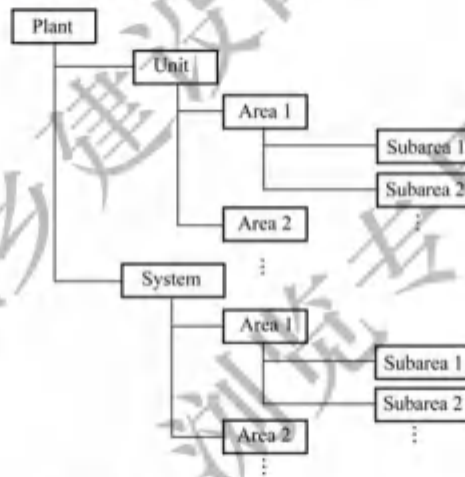 Plant
Unit
Area 1
Subarea 1
Subarea 2
⋮
Area 2
⋮
System
Area 1
Subarea 1
Subarea 2
⋮
Area 2
⋮